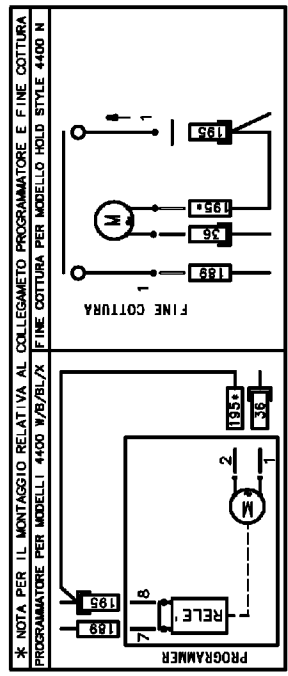 * NOTA PER IL MONTAGGIO RELATIVA AL COLLEGAMETO PROGRAMMATORE E FINE COTTURA
PROGRAMMATORE PER MODELLI 4400 W/B/BL/X
FINE COTTURA PER MODELLO HOLD STYLE 4400 N
189
195
7
8
RELE'
M
2
1
195*
36
PROGRAMMER
1
1
M
189
36
195*
195
FINE COTTURA